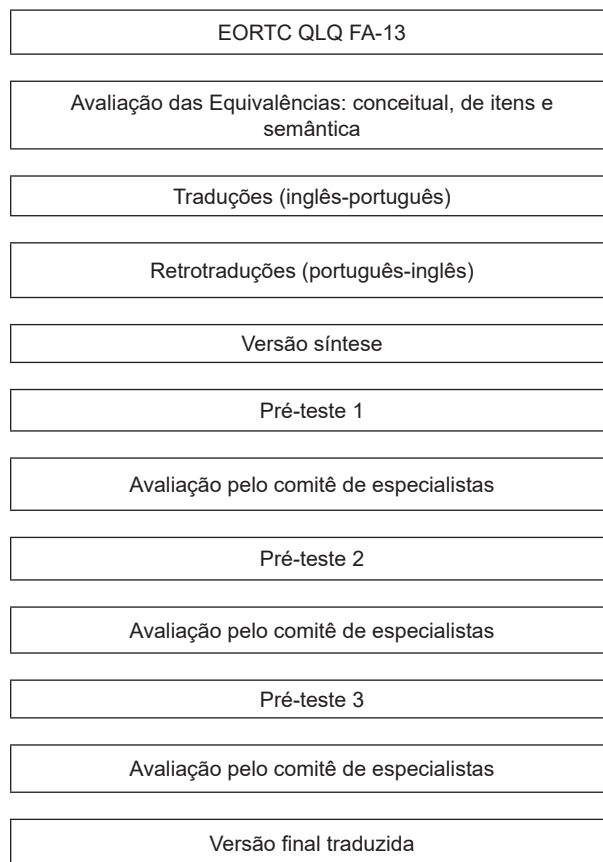 EORTC QLQ FA-13
Avaliação das Equivalências: conceitual, de itens e
semântica
Traduções (inglês-português)
Retrotraduções (português-inglês)
Versão síntese
Pré-teste 1
Avaliação pelo comitê de especialistas
Pré-teste 2
Avaliação pelo comitê de especialistas
Pré-teste 3
Avaliação pelo comitê de especialistas
Versão final traduzida